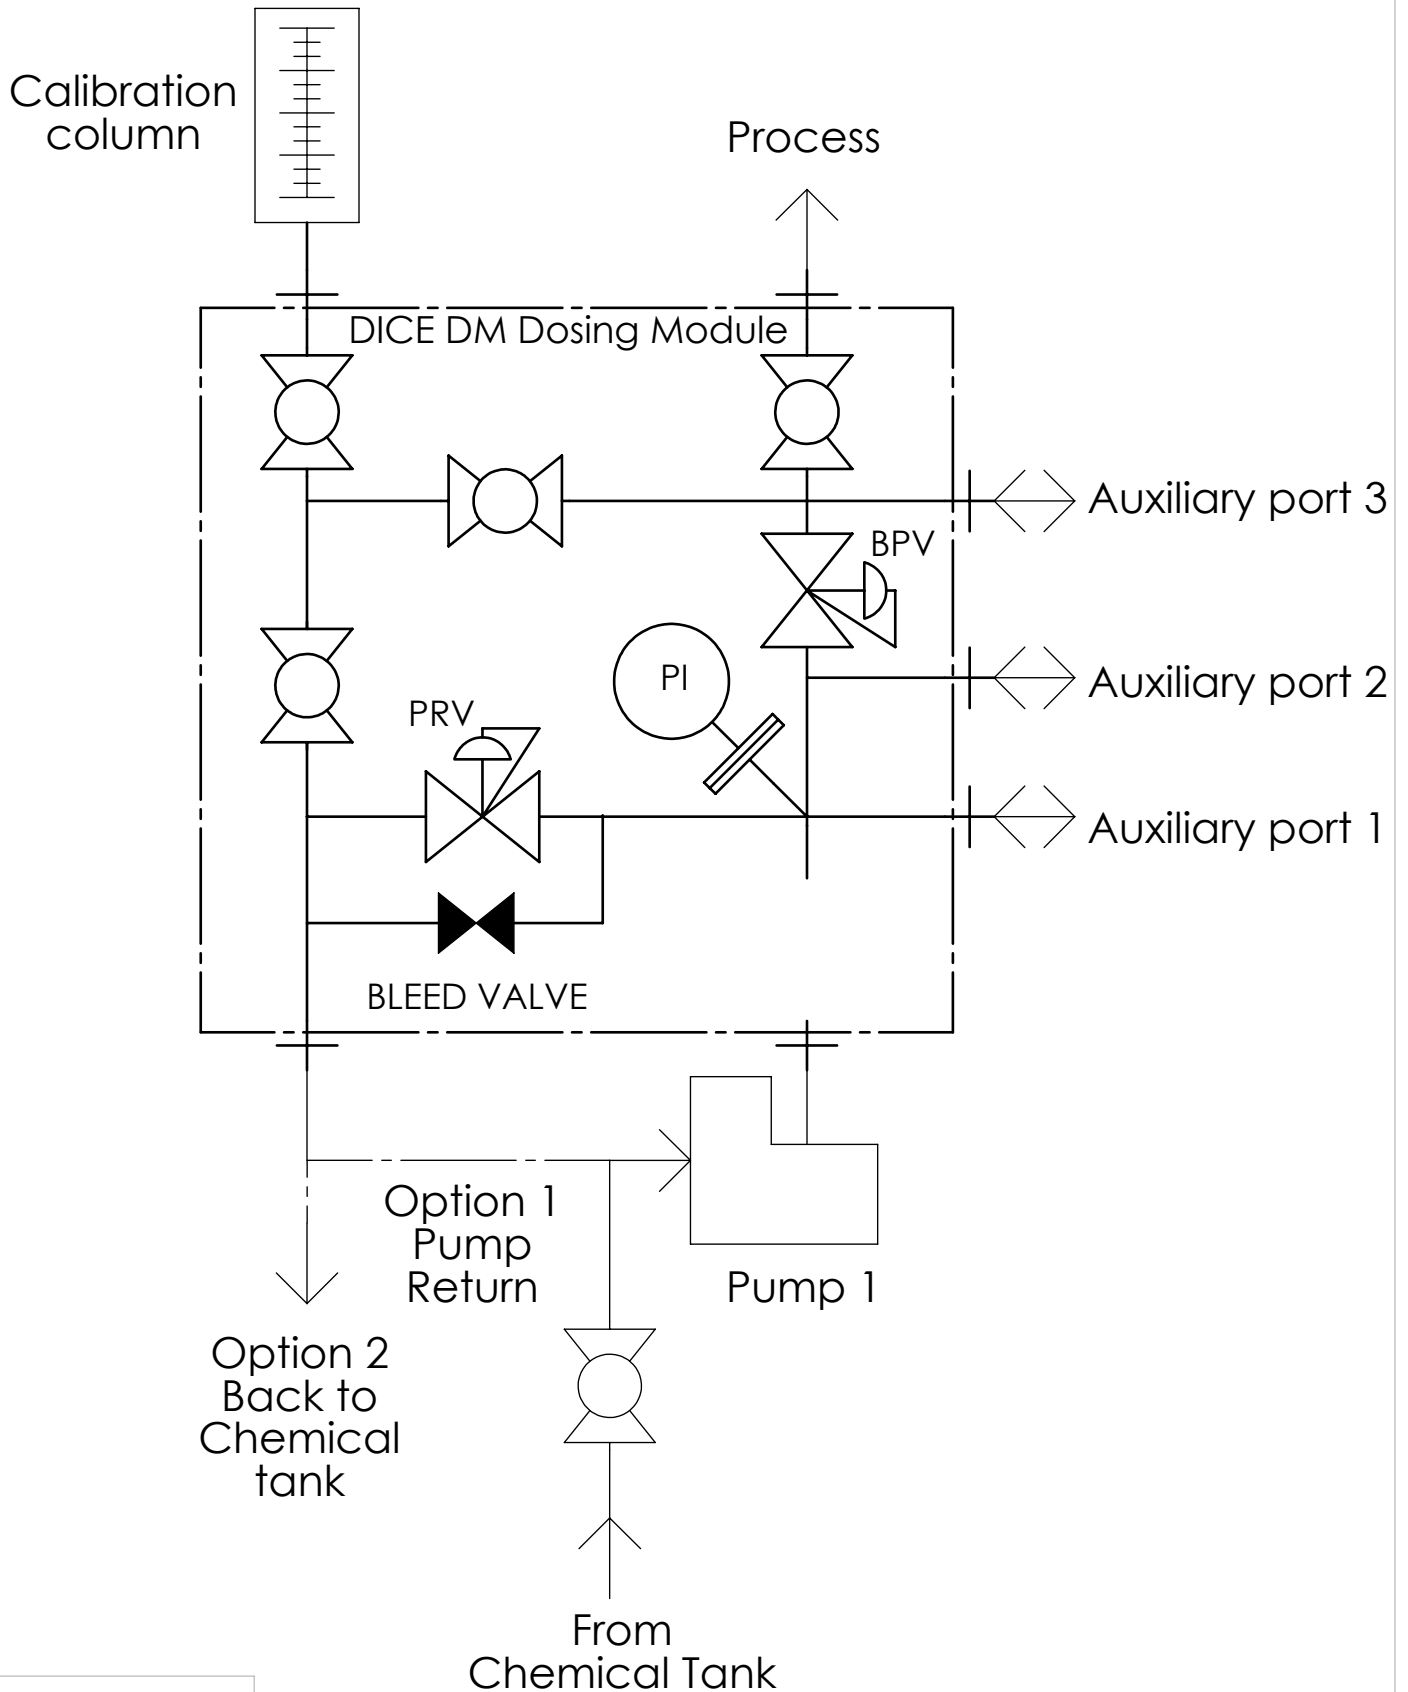 Calibration
column
Process
DICE DM Dosing Module
Auxiliary port 3
BPV
PI
Auxiliary port 2
PRV
Auxiliary port 1
BLEED VALVE
Option 1
Pump
Return
Pump 1
Option 2
Back to
Chemical
tank
From
Chemical Tank